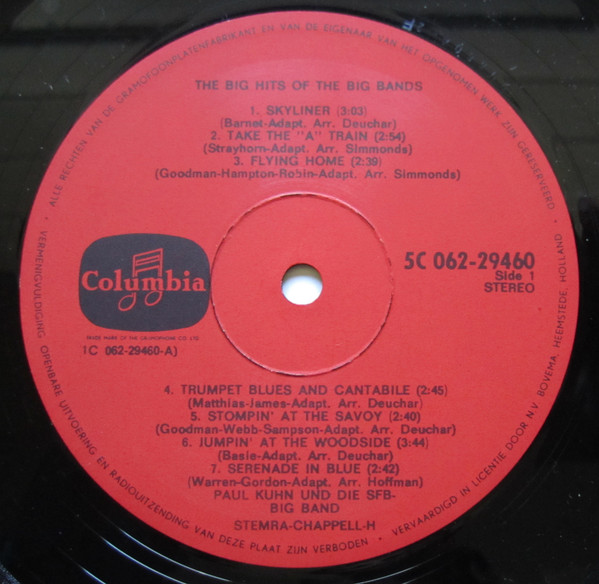 ALLE RECHTEN VAN DE GRAMOFOONPLATENFABRIKANT EN VAN DE EIGENAAR VAN HET OPGENOMEN WERK ZIJN GERESERVEERD •
THE BIG HITS OF THE BIG BANDS
1. SKYLINER (3:03)
(Barnet-Adapt. Arr. Deuchar)
2. TAKE THE "A" TRAIN (2:54)
(Strayhorn-Adapt. Arr. Simmonds)
3. FLYING HOME (2:39)
(Goodman-Hampton-Robin-Adapt. Arr. Simmonds)
Columbia
TRADE MARK OF THE GRAMOPHONE CO LTD
1C 062-29460-A)
5C 062-29460
Side 1
STEREO
4. TRUMPET BLUES AND CANTABILE (2:45)
(Matthias-James-Adapt. Arr. Deuchar)
5. STOMPIN' AT THE SAVOY (2:40)
(Goodman-Webb-Sampson-Adapt. Arr. Deuchar)
6. JUMPIN' AT THE WOODSIDE (3:44)
(Basie-Adapt. Arr. Deuchar)
7. SERENADE IN BLUE (2:42)
(Warren-Gordon-Adapt. Arr. Hoffman)
PAUL KUHN UND DIE SFB-
BIG BAND
STEMRA-CHAPPELL-H
VERMENIGVULDIGING OPENBARE UITVOERING EN RADIOUITZENDING VAN DEZE PLAAT ZIJN VERBODEN •
VERVAARDIGD IN LICENTIE DOOR N.V. BOVEMA, HEEMSTEDE, HOLLAND